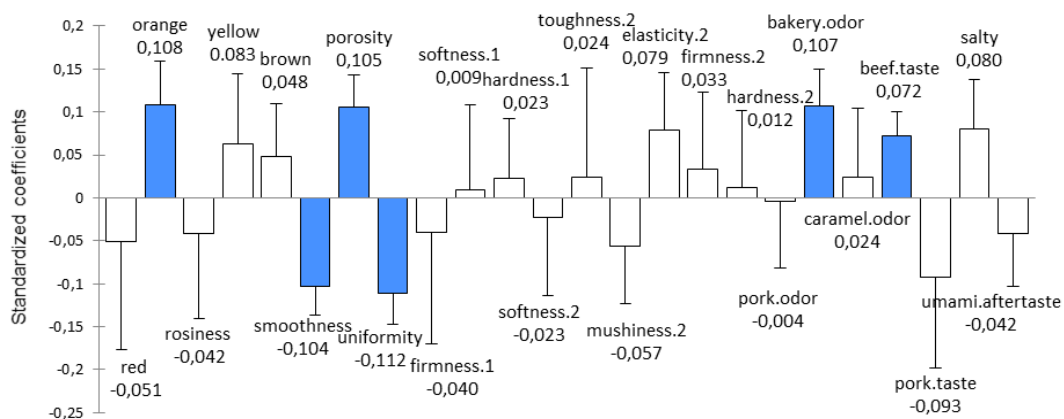 Standardized coefficients
0,2
0,15
0,1
0,05
0
-0,05
-0,1
-0,15
-0,2
-0,25
red
-0,051
orange
0,108
rosiness
-0,042
yellow
0.083
brown
0,048
smoothness
-0,104
porosity
0,105
uniformity
-0,112
firmness.1
-0,040
softness.1
0,009
hardness.1
0,023
softness.2
-0,023
toughness.2
0,024
mushiness.2
-0,057
elasticity.2
0,079
firmness.2
0,033
hardness.2
0,012
pork.odor
-0,004
bakery.odor
0,107
caramel.odor
0,024
beef.taste
0,072
pork.taste
-0,093
salty
0,080
umami.aftertaste
-0,042